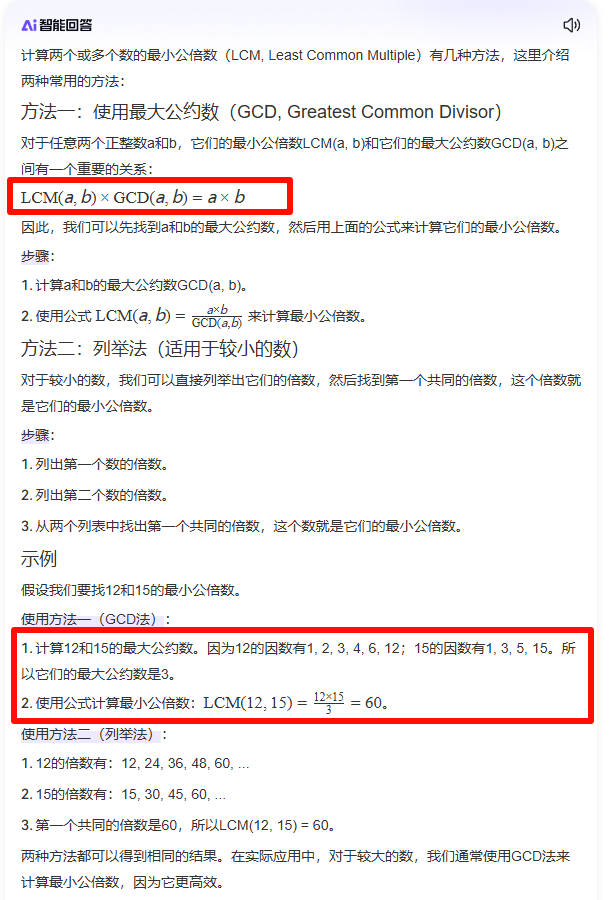 Ai智能回答
计算两个或多个数的最小公倍数（LCM, Least Common Multiple）有几种方法，这里介绍
两种常用的方法：
方法一：使用最大公约数（GCD, Greatest Common Divisor）
对于任意两个正整数a和b，它们的最小公倍数LCM(a, b)和它们的最大公约数GCD(a, b)之
间有一个重要的关系：
LCM(a, b) × GCD(a, b) = a × b
因此，我们可以先找到a和b的最大公约数，然后用上面的公式来计算它们的最小公倍数。
步骤：
1. 计算a和b的最大公约数GCD(a, b)。
2. 使用公式 LCM(a, b) = a×b/GCD(a,b) 来计算最小公倍数。
方法二：列举法（适用于较小的数）
对于较小的数，我们可以直接列举出它们的倍数，然后找到第一个共同的倍数，这个倍数就
是它们的最小公倍数。
步骤：
1. 列出第一个数的倍数。
2. 列出第二个数的倍数。
3. 从两个列表中找出第一个共同的倍数，这个数就是它们的最小公倍数。
示例
假设我们要找12和15的最小公倍数。
使用方法一（GCD法）：
1. 计算12和15的最大公约数。因为12的因数有1, 2, 3, 4, 6, 12；15的因数有1, 3, 5, 15。所
以它们的最大公约数是3。
2. 使用公式计算最小公倍数：LCM(12, 15) = 12×15/3 = 60。
使用方法二（列举法）：
1. 12的倍数有：12, 24, 36, 48, 60, ...
2. 15的倍数有：15, 30, 45, 60, ...
3. 第一个共同的倍数是60，所以LCM(12, 15) = 60。
两种方法都可以得到相同的结果。在实际应用中，对于较大的数，我们通常使用GCD法来
计算最小公倍数，因为它更高效。